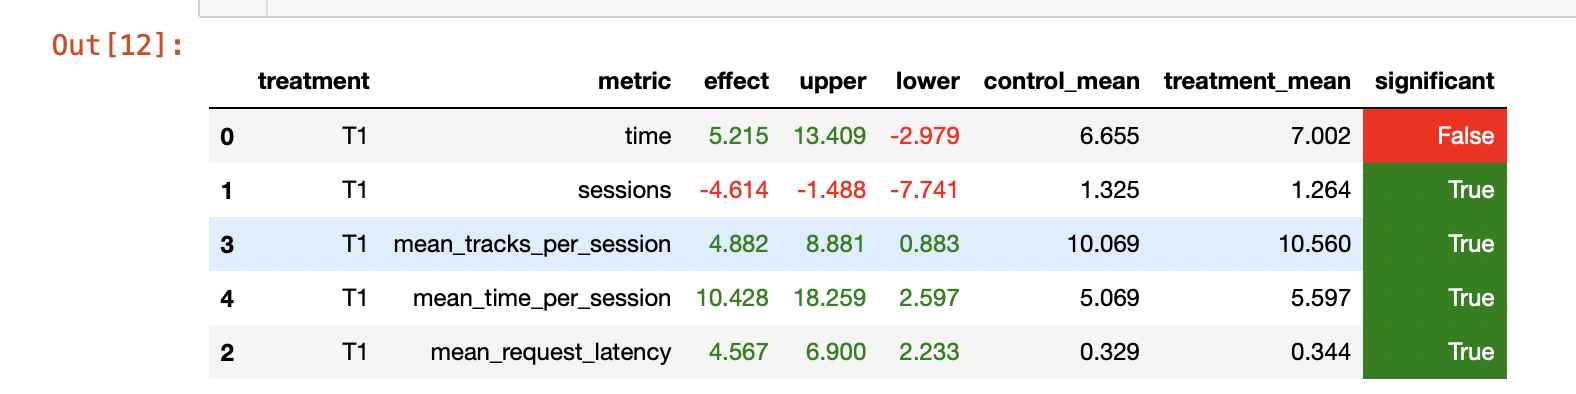 Out[12]:
treatment metric effect upper lower control_mean treatment_mean significant
0 T1 time 5.215 13.409 -2.979 6.655 7.002 False
1 T1 sessions -4.614 -1.488 -7.741 1.325 1.264 True
3 T1 mean_tracks_per_session 4.882 8.881 0.883 10.069 10.560 True
4 T1 mean_time_per_session 10.428 18.259 2.597 5.069 5.597 True
2 T1 mean_request_latency 4.567 6.900 2.233 0.329 0.344 True